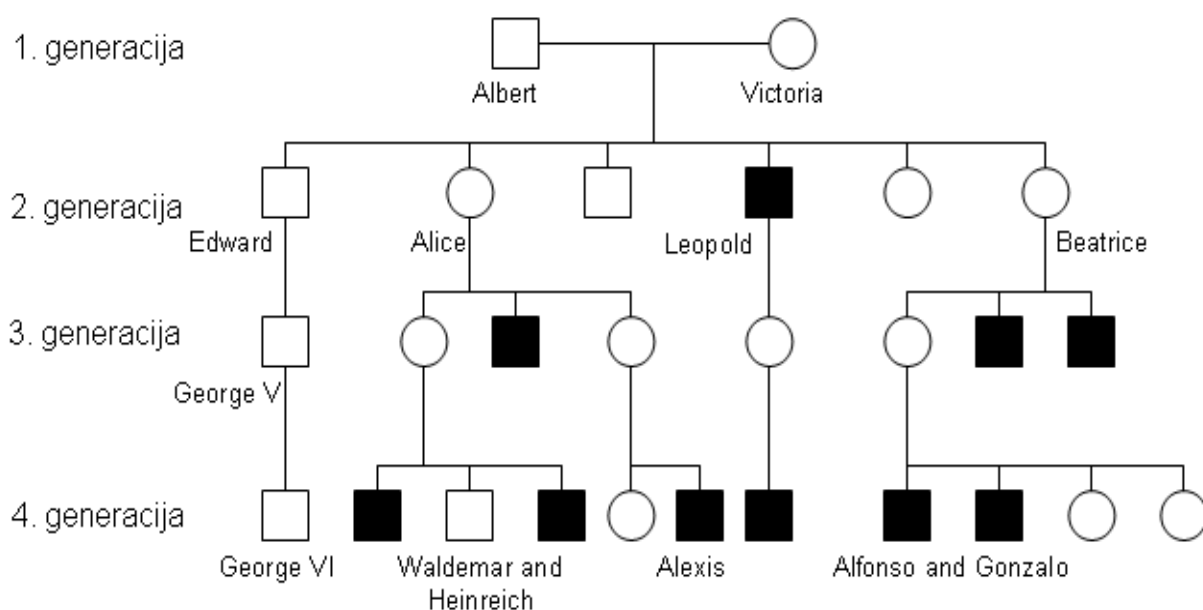 1. generacija
Albert
Victoria
2. generacija
Edward
Alice
Leopold
Beatrice
3. generacija
George V
4. generacija
George VI
Waldemar and
Heinreich
Alexis
Alfonso and Gonzalo